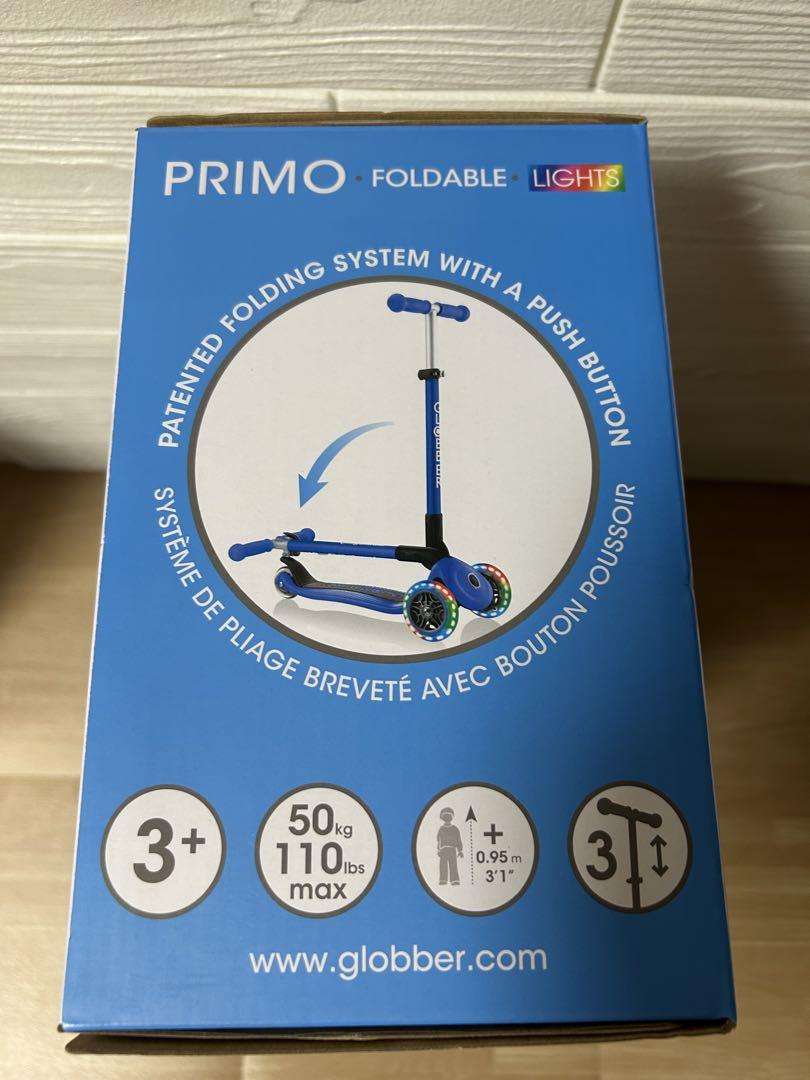 PRIMO · FOLDABLE · LIGHTS
PATENTED FOLDING SYSTEM WITH A PUSH BUTTON
GLOBBER
SYSTÈME DE PLIAGE BREVETÉ AVEC BOUTON POUSSOIR
3+
50kg
110lbs
max
+
0.95 m
3'1"
3
www.globber.com